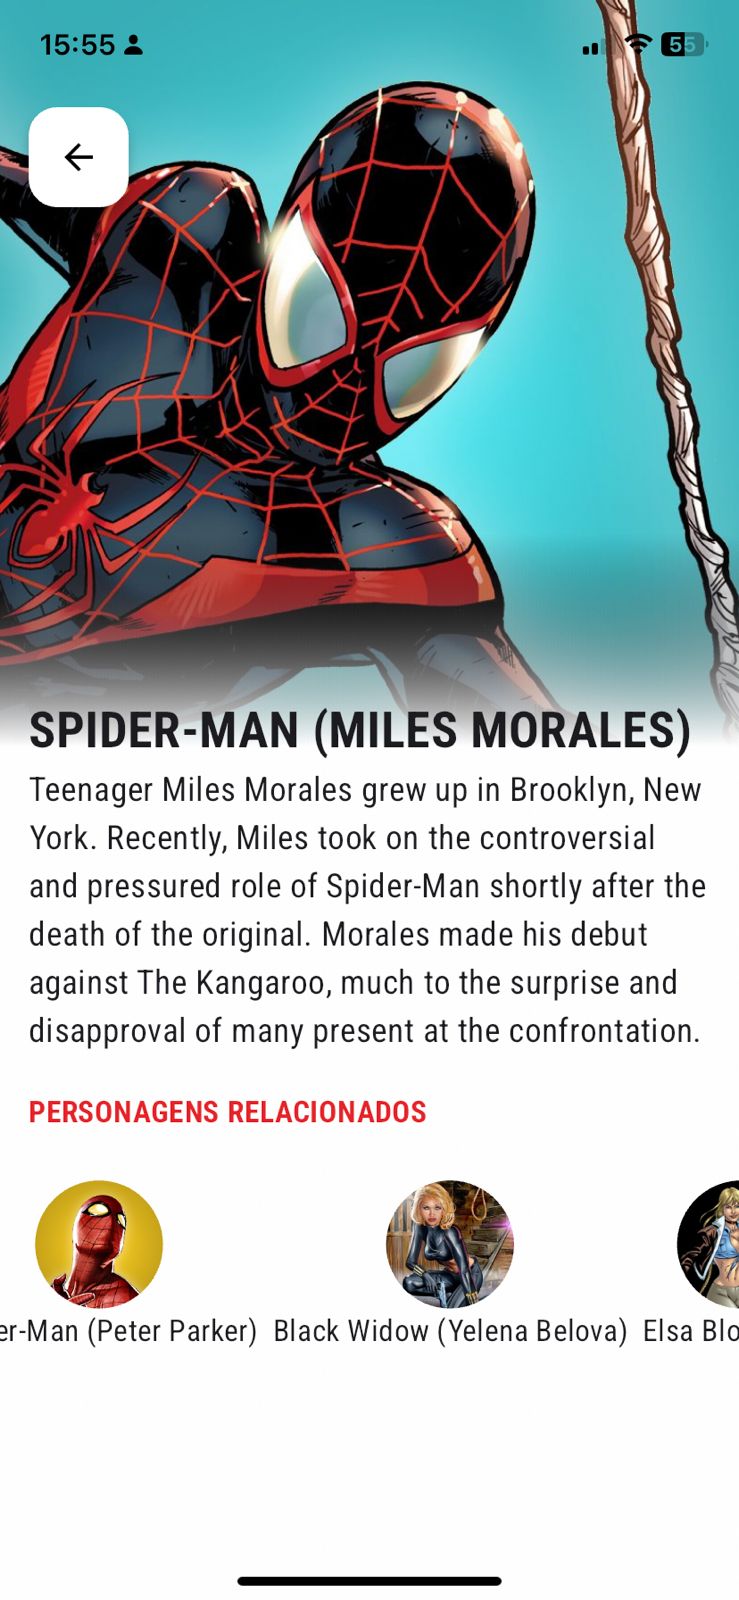 15:55
55
SPIDER-MAN (MILES MORALES)
Teenager Miles Morales grew up in Brooklyn, New
York. Recently, Miles took on the controversial
and pressured role of Spider-Man shortly after the
death of the original. Morales made his debut
against The Kangaroo, much to the surprise and
disapproval of many present at the confrontation.
PERSONAGENS RELACIONADOS
er-Man (Peter Parker) Black Widow (Yelena Belova) Elsa Blo